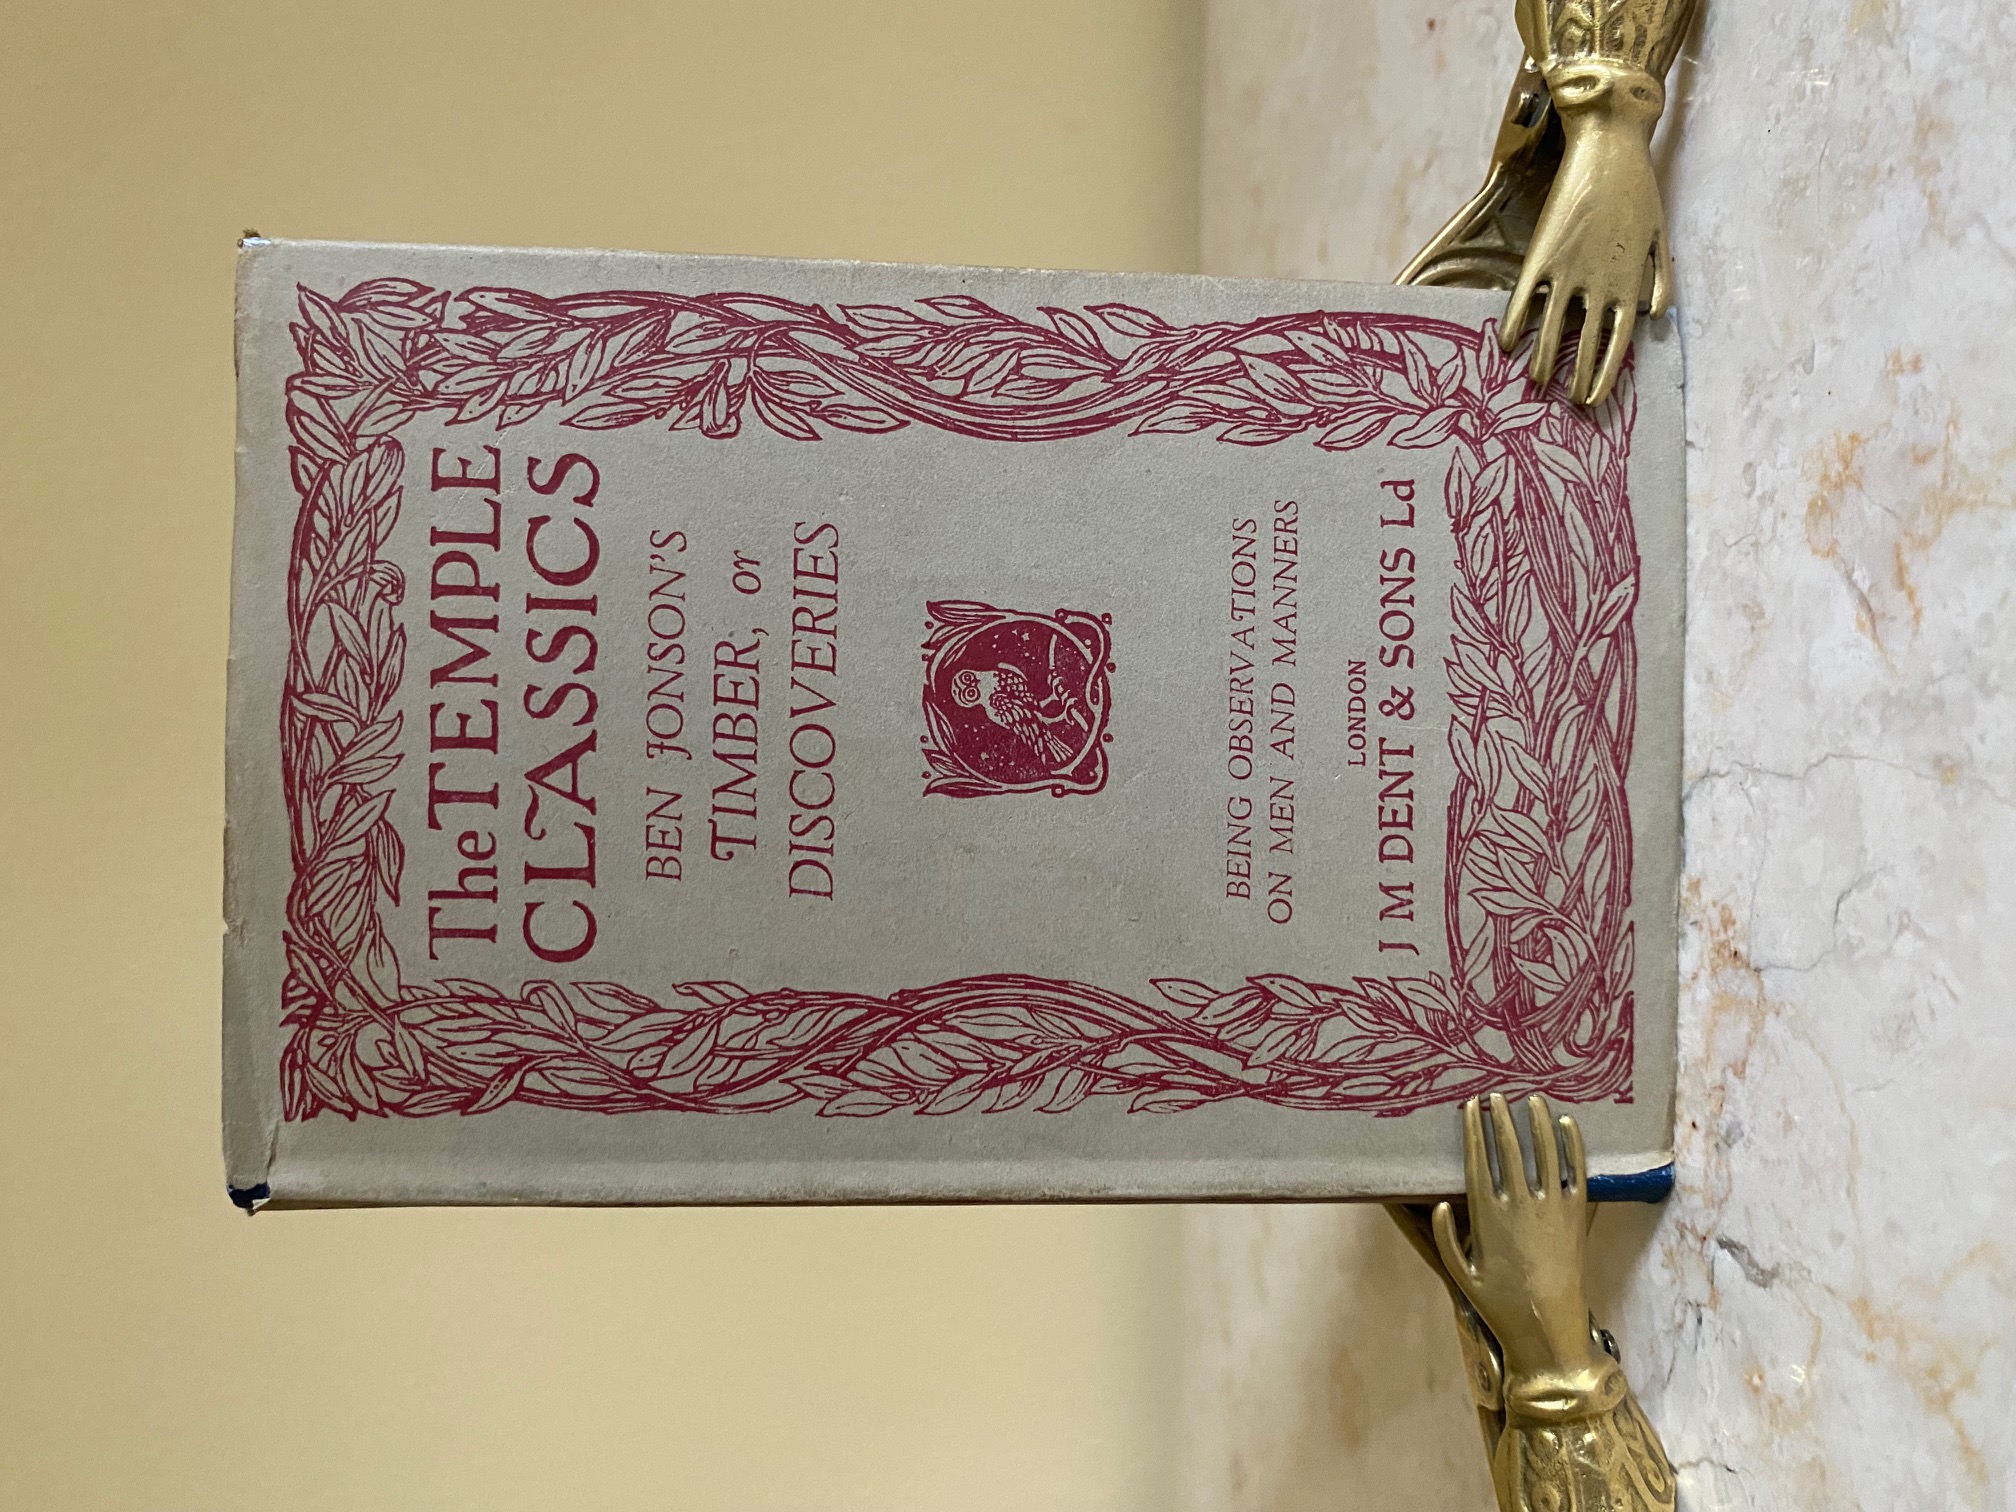 The TEMPLE
CLASSICS
BEN JONSON'S
TIMBER, or
DISCOVERIES
BEING OBSERVATIONS
ON MEN AND MANNERS
LONDON
J M DENT & SONS Ld